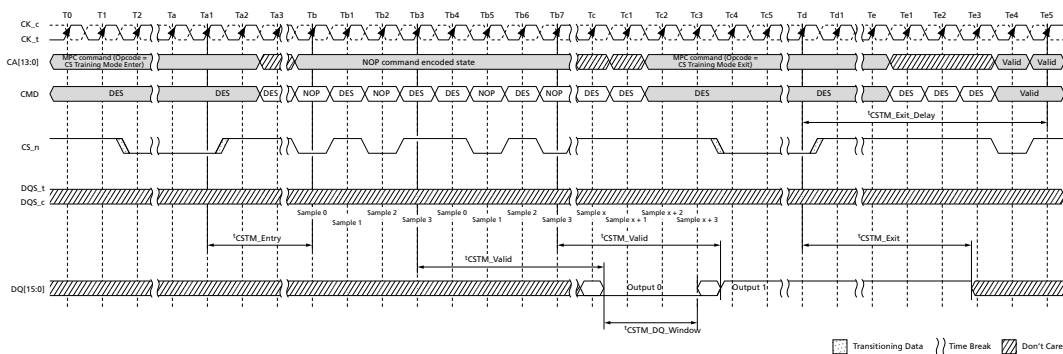 T0 T1 T2 Ta Ta1 Ta2 Ta3 Tb Tb1 Tb2 Tb3 Tb4 Tb5 Tb6 Tb7 Tc Tc1 Tc2 Tc3 Tc4 Tc5 Td Td1 Te Te1 Te2 Te3 Te4 Te5
CK_c
CK_t
CA[13:0]
MPC command (Opcode =
CS Training Mode Enter)
NOP command encoded state
MPC command (Opcode =
CS Training Mode Exit)
Valid Valid
CMD DES DES DES NOP DES NOP DES DES NOP DES NOP DES DES DES DES DES DES DES Valid
tCSTM_Exit_Delay
CS_n
DQS_t
DQS_c
Sample 0 Sample 2 Sample 0 Sample 2 Sample x Sample x + 2
Sample 1 Sample 3 Sample 1 Sample 3 Sample x + 1 Sample x + 3
tCSTM_Entry tCSTM_Valid tCSTM_Exit
tCSTM_Valid
DQ[15:0] Output 0 Output 1
tCSTM_DQ_Window
Transitioning Data Time Break Don't Care